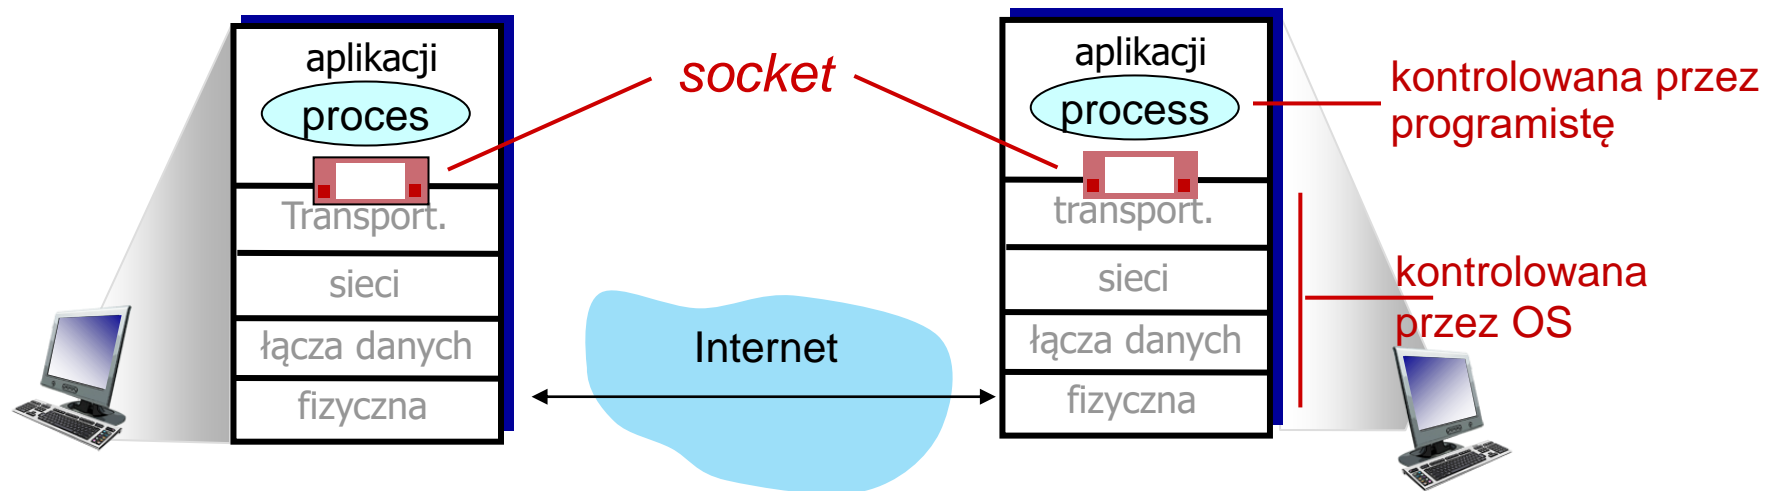 aplikacji
proces
Transport.
sieci
łącza danych
fizyczna
socket
Internet
aplikacji
process
transport.
sieci
łącza danych
fizyczna
kontrolowana przez
programistę
kontrolowana
przez OS